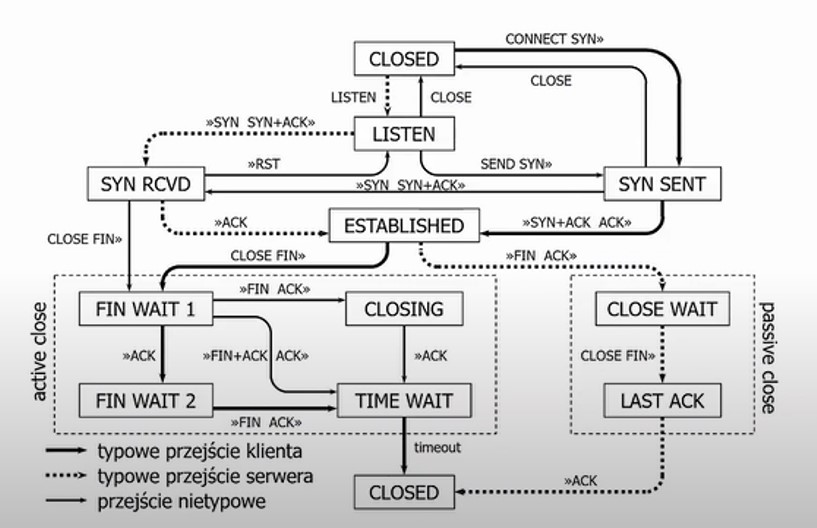 CONNECT SYN»
CLOSED
CLOSE
LISTEN
CLOSE
»SYN SYN+ACK»
LISTEN
»RST
SEND SYN»
SYN RCVD
»SYN SYN+ACK»
SYN SENT
»ACK
ESTABLISHED
»SYN+ACK ACK»
CLOSE FIN»
CLOSE FIN»
»FIN ACK»
active close
»FIN ACK»
FIN WAIT 1
CLOSING
CLOSE WAIT
passive close
»ACK
»FIN+ACK ACK»
»ACK
CLOSE FIN»
FIN WAIT 2
TIME WAIT
LAST ACK
»FIN ACK»
typowe przejście klienta
timeout
typowe przejście serwera
»ACK
przejście nietypowe
CLOSED